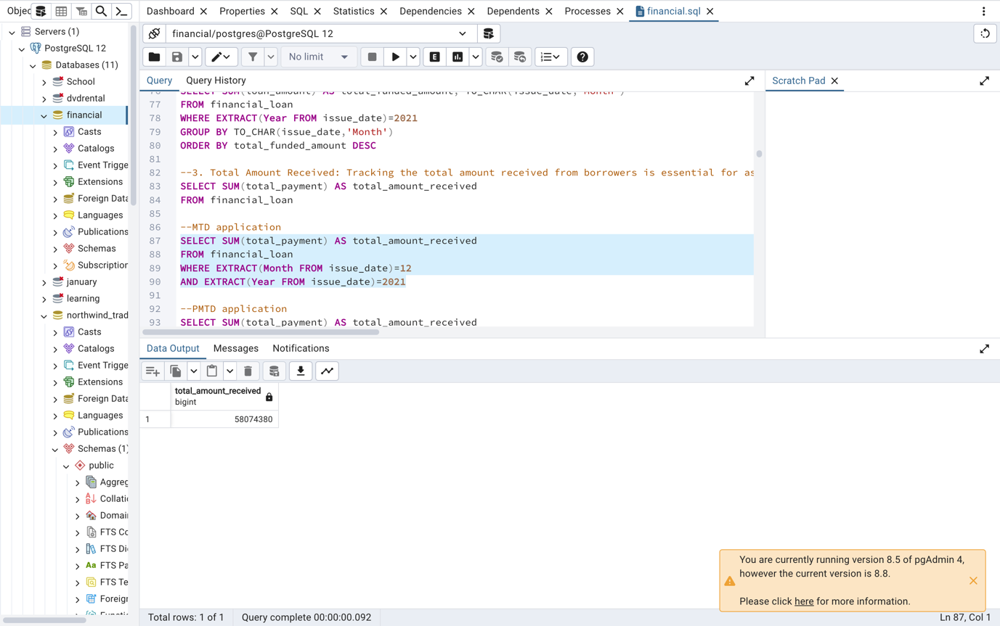 Objec
Dashboard
Properties
SQL
Statistics
Dependencies
Dependents
Processes
financial.sql
financial/postgres@PostgreSQL 12
No limit
E
Query
Query History
Scratch Pad
Servers (1)
PostgreSQL 12
Databases (11)
School
dvdrental
financial
Casts
Catalogs
Event Trigge
Extensions
Foreign Data
Languages
Publications
Schemas
Subscription
january
learning
northwind_trad
Casts
Catalogs
Event Trigge
Extensions
Foreign Data
Languages
Publications
Schemas (1)
public
Aggreg
Collatio
Domai
FTS Co
FTS Di
Aa FTS Pa
FTS Te
Foreign
76 SELECT SUM(loan_amount) AS total_funded_amount, TO_CHAR(issue_date,'Month')
77 FROM financial_loan
78 WHERE EXTRACT(Year FROM issue_date)=2021
79 GROUP BY TO_CHAR(issue_date,'Month')
80 ORDER BY total_funded_amount DESC
81
82 --3. Total Amount Received: Tracking the total amount received from borrowers is essential for as
83 SELECT SUM(total_payment) AS total_amount_received
84 FROM financial_loan
85
86 --MTD application
87 SELECT SUM(total_payment) AS total_amount_received
88 FROM financial_loan
89 WHERE EXTRACT(Month FROM issue_date)=12
90 AND EXTRACT(Year FROM issue_date)=2021
91
92 --PMTD application
93 SELECT SUM(total_payment) AS total_amount_received
Data Output
Messages
Notifications
total_amount_received
bigint
1 58074380
You are currently running version 8.5 of pgAdmin 4,
however the current version is 8.8.
Please click here for more information.
Total rows: 1 of 1
Query complete 00:00:00.092
Ln 87, Col 1